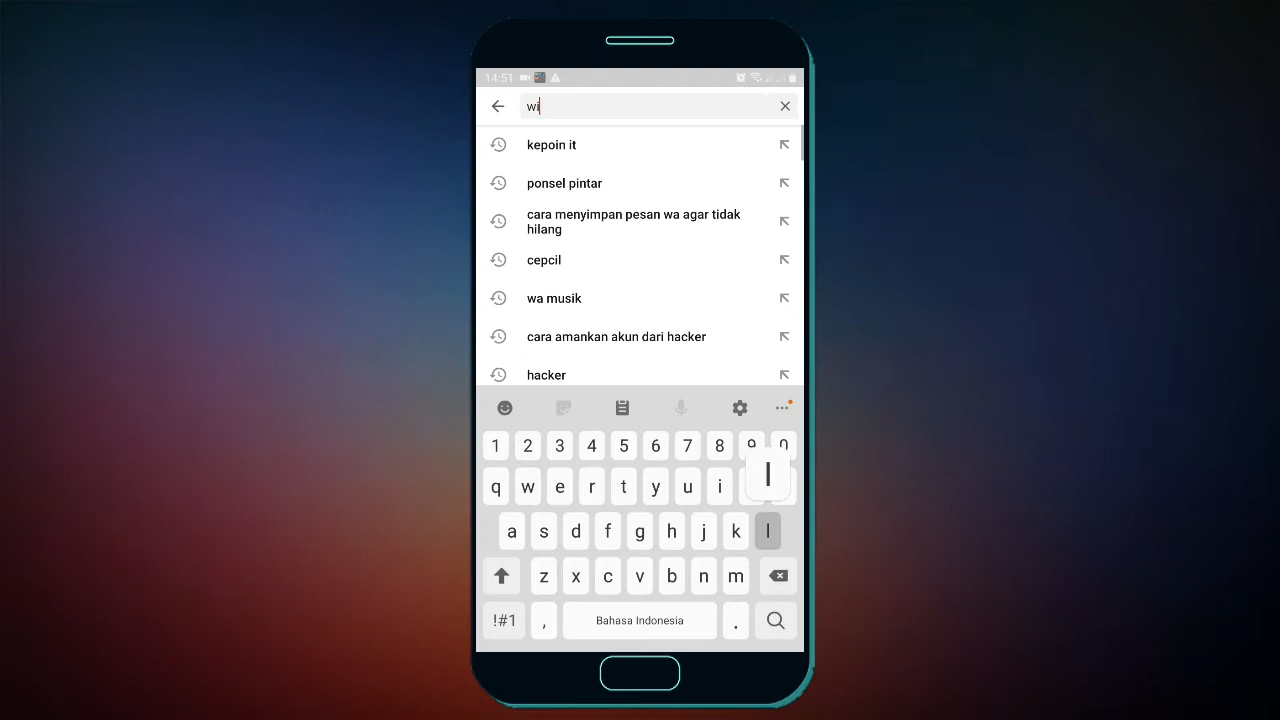 14:51
wi
kepoin it
ponsel pintar
cara menyimpan pesan wa agar tidak
hilang
cepcil
wa musik
cara amankan akun dari hacker
hacker
1 2 3 4 5 6 7 8 9 0
q w e r t y u i
l
a s d f g h j k l
z x c v b n m
!#1 , Bahasa Indonesia .